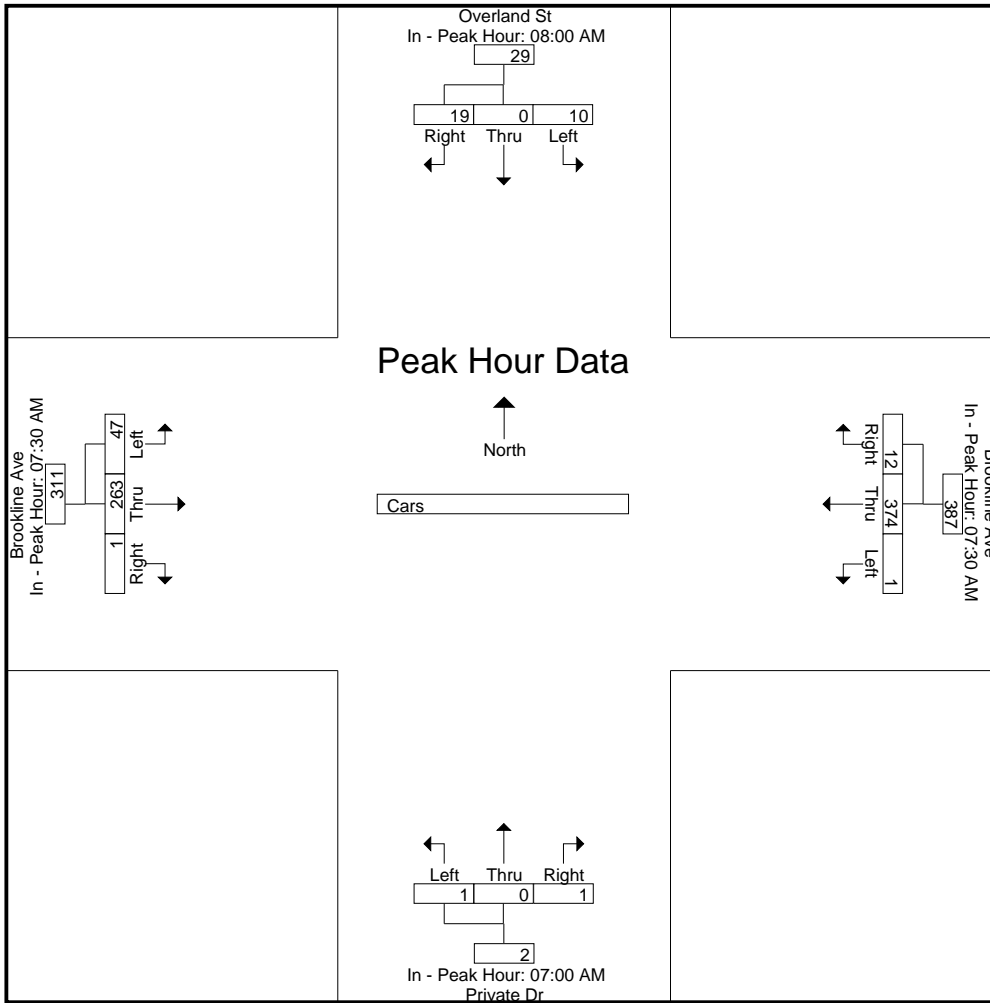 Overland St
In - Peak Hour: 08:00 AM
29
19 0 10
Right Thru Left
Peak Hour Data
North
Cars
Brookline Ave
In - Peak Hour: 07:30 AM
311
47 263 1
Left Thru Right
Brookline Ave
In - Peak Hour: 07:30 AM
387
12 374 1
Right Thru Left
Left Thru Right
1 0 1
2
In - Peak Hour: 07:00 AM
Private Dr